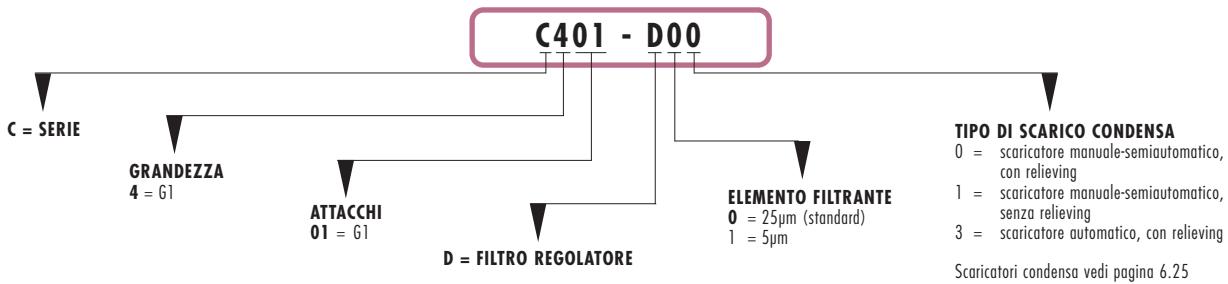 C401 - D00
C = SERIE
GRANDEZZA
4 = G1
ATTACCHI
01 = G1
D = FILTRO REGOLATORE
ELEMENTO FILTRANTE
0 = 25µm (standard)
1 = 5µm
TIPO DI SCARICO CONDENSA
0 = scaricatore manuale-semiautomatico,
con relieving
1 = scaricatore manuale-semiautomatico,
senza relieving
3 = scaricatore automatico, con relieving
Scaricatori condensa vedi pagina 6.25